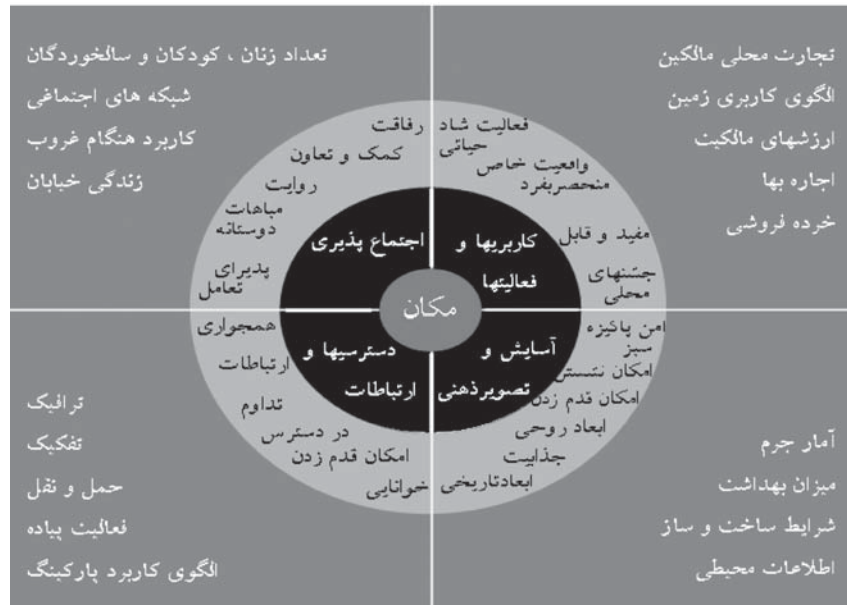 تجارت محلی مالکین
الگوی کاربری زمین
ارزشهای مالکیت
اجاره بها
خرده فروشی
تعداد زنان ، کودکان و سالخوردگان
شبکه های اجتماعی
کاربرد هنگام غروب
زندگی خیابان
فعالیت شاد
حیاتی
واقعیت خاص
منحصربفرد
مفید و قابل
جشنهای
محلی
رفاقت
کمک و تعاون
روایت
مباهات
دوستانه
پذیرای
تعامل
کاربریها و
فعالیتها
اجتماع پذیری
مکان
آسایش و
تصویرذهنی
دسترسیها و
ارتباطات
امن پائیزه
سبز
امکان نشستن
امکان قدم زدن
ابعاد روحی
جذابیت
ابعادتاریخی
همجواری
ارتباطات
تداوم
در دسترس
امکان قدم زدن
خوانایی
آمار جرم
میزان بهداشت
شرایط ساخت و ساز
اطلاعات محیطی
ترافیک
تفکیک
حمل و نقل
فعالیت پیاده
الگوی کاربرد پارکینگ